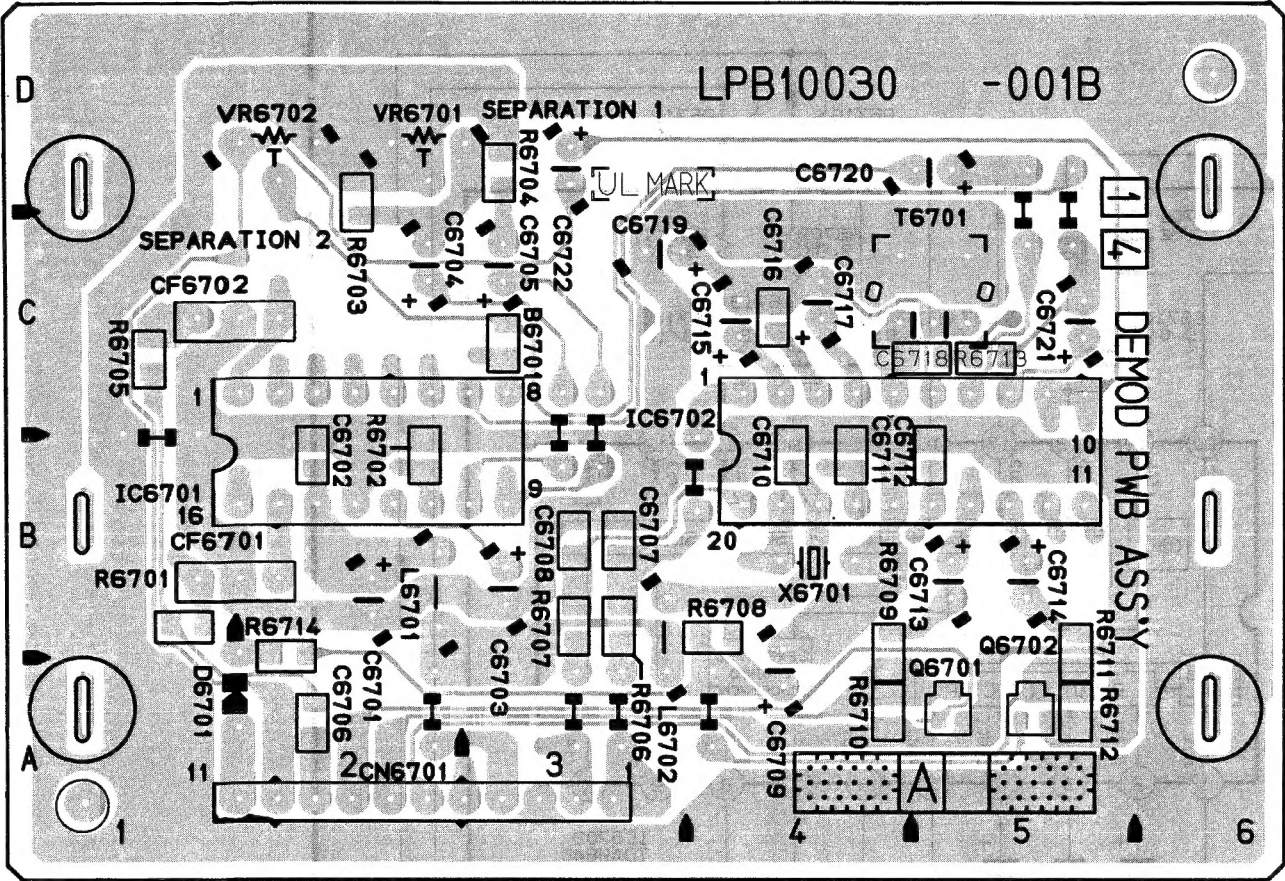 D
LPB10030 -001B
VR6702
VR6701
SEPARATION 1
R6704
UL MARK
C6720
T6701
1
4
SEPARATION 2
R6703
C6704
C6705
C6722
C6719
C6716
C6717
C
CF6702
R6705
B6701
C6715
C6718
R6713
C6721
DEMOD PWB ASS'Y
1
8
1
IC6702
C6702
R6702
C6710
C6711
C6712
10
11
IC6701
16
9
20
B
CF6701
C6708
C6707
R6701
L6701
X6701
R6709
C6713
C6714
R6714
R6707
R6708
Q6701
Q6702
R6711
D6701
C6706
C6701
C6703
R6706
L6702
C6709
R6710
R6712
A
11
2
CN6701
3
1
A
1
4
5
6